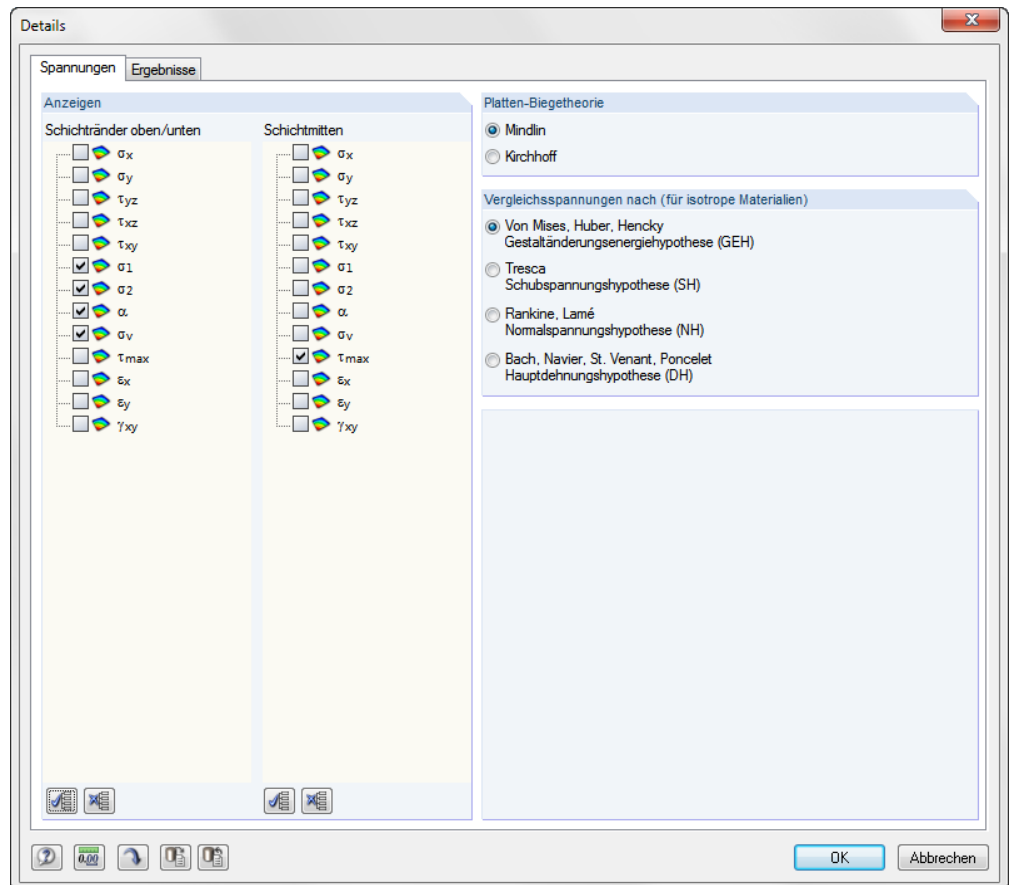 Details
Spannungen
Ergebnisse
Anzeigen
Schichtränder oben/unten
σx
σy
τyz
τxz
τxy
σ1
σ2
α
σv
τmax
εx
εy
γxy
Schichtmitten
σx
σy
τyz
τxz
τxy
σ1
σ2
α
σv
τmax
εx
εy
γxy
Platten-Biegetheorie
Mindlin
Kirchhoff
Vergleichsspannungen nach (für isotrope Materialien)
Von Mises, Huber, Hencky
Gestaltänderungsenergiehypothese (GEH)
Tresca
Schubspannungshypothese (SH)
Rankine, Lamé
Normalspannungshypothese (NH)
Bach, Navier, St. Venant, Poncelet
Hauptdehnungshypothese (DH)
0.00
OK
Abbrechen